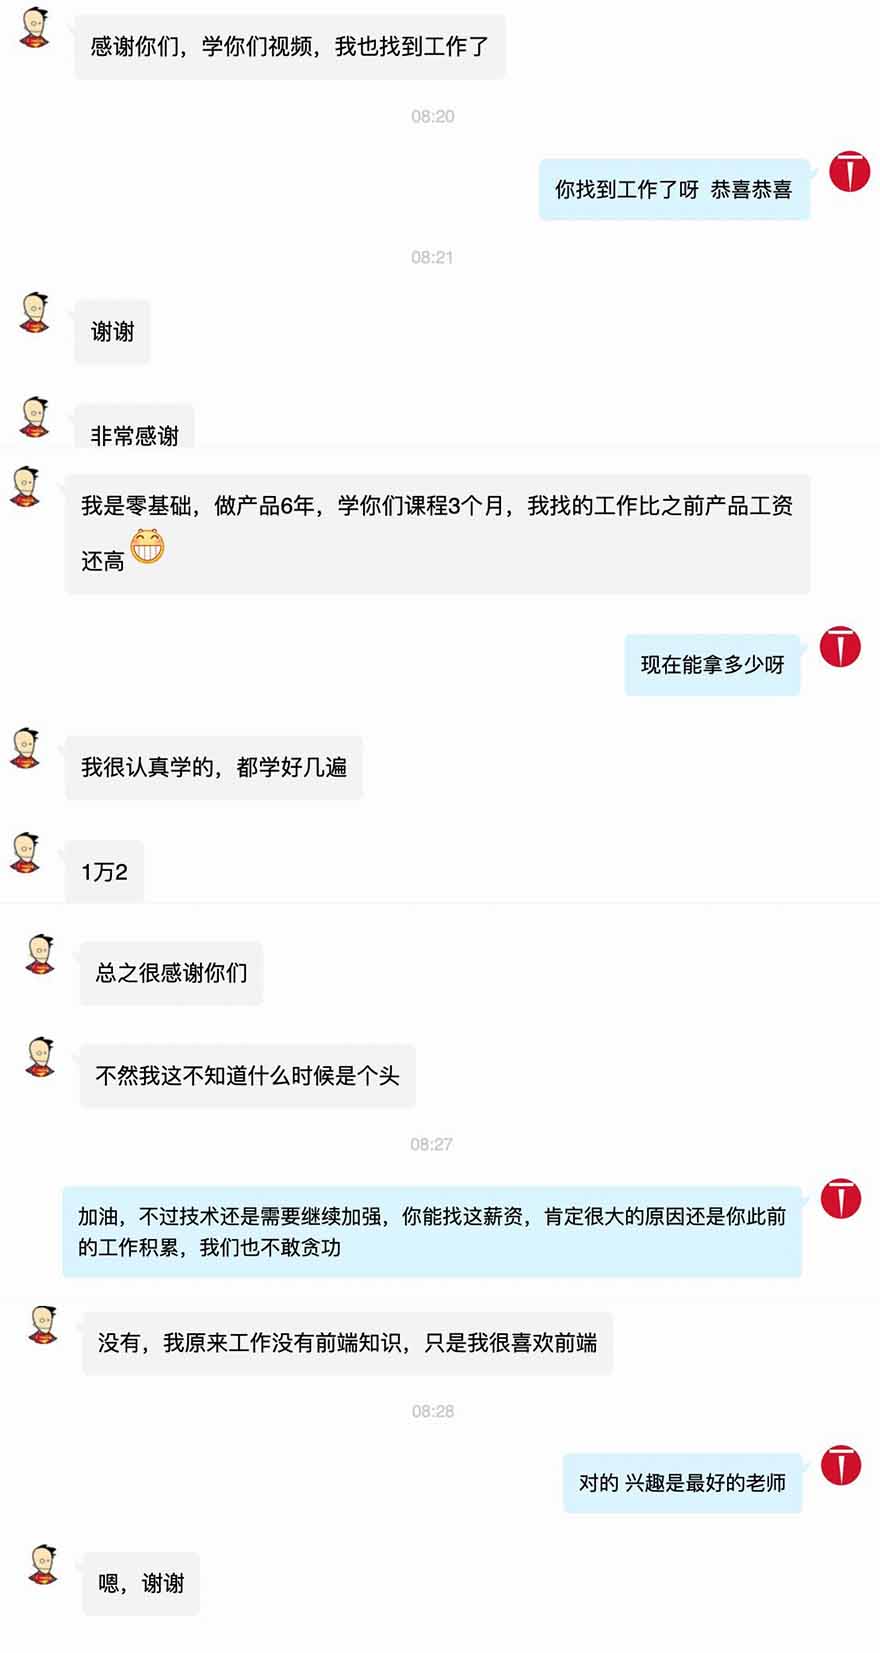 感谢你们，学你们视频，我也找到工作了
08:20
你找到工作了呀 恭喜恭喜
08:21
谢谢
非常感谢
我是零基础，做产品6年，学你们课程3个月，我找的工作比之前产品工资
还高
现在能拿多少呀
我很认真学的，都学好几遍
1万2
总之很感谢你们
不然我这不知道什么时候是个头
08:27
加油，不过技术还是需要继续加强，你能找这薪资，肯定很大的原因还是你此前
的工作积累，我们也不敢贪功
没有，我原来工作没有前端知识，只是我很喜欢前端
08:28
对的 兴趣是最好的老师
嗯，谢谢